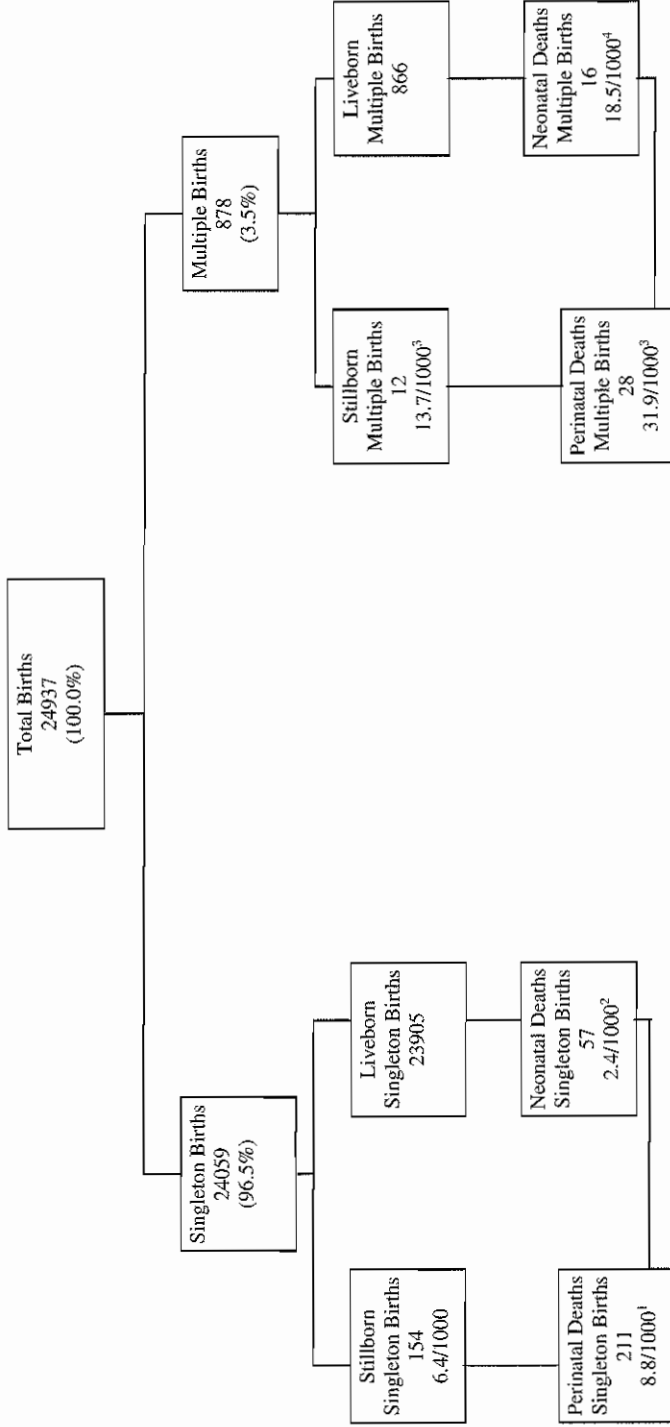 Total Births
24937
(100.0%)
Singleton Births
24059
(96.5%)
Multiple Births
878
(3.5%)
Stillborn
Singleton Births
154
6.4/1000
Liveborn
Singleton Births
23905
Stillborn
Multiple Births
12
13.7/1000³
Liveborn
Multiple Births
866
Perinatal Deaths
Singleton Births
211
8.8/1000¹
Neonatal Deaths
Singleton Births
57
2.4/1000²
Perinatal Deaths
Multiple Births
28
31.9/1000³
Neonatal Deaths
Multiple Births
16
18.5/1000⁴